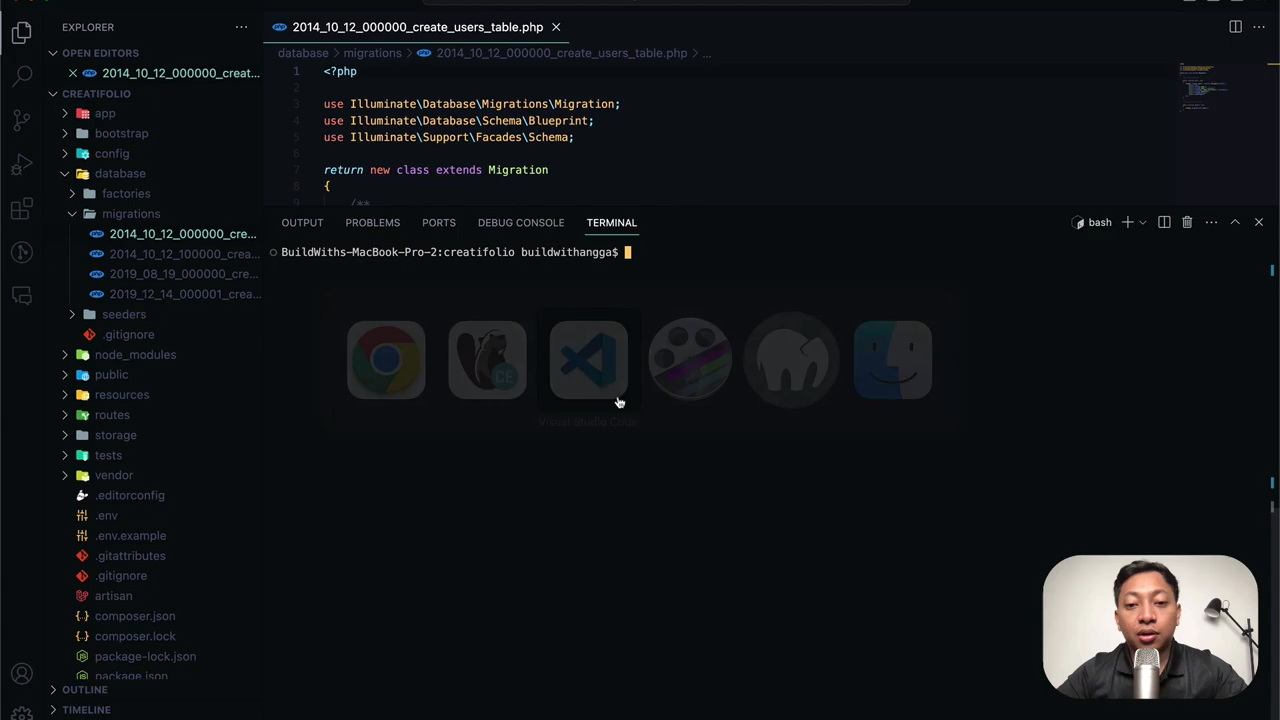 EXPLORER
2014_10_12_000000_create_users_table.php
OPEN EDITORS
2014_10_12_000000_creat...
CREATIFOLIO
app
bootstrap
config
database
factories
migrations
2014_10_12_000000_cre...
2014_10_12_100000_crea...
2019_08_19_000000_cre...
2019_12_14_000001_crea...
seeders
.gitignore
node_modules
public
resources
routes
storage
tests
vendor
.editorconfig
.env
.env.example
.gitattributes
.gitignore
artisan
composer.json
composer.lock
package-lock.json
package.json
OUTLINE
TIMELINE
database > migrations > 2014_10_12_000000_create_users_table.php > ...
1 <?php
2
3 use Illuminate\Database\Migrations\Migration;
4 use Illuminate\Database\Schema\Blueprint;
5 use Illuminate\Support\Facades\Schema;
6
7 return new class extends Migration
8 {
9 /**
OUTPUT PROBLEMS PORTS DEBUG CONSOLE TERMINAL
bash
BuildWiths-MacBook-Pro-2:creatifolio buildwithangga$
CE
Visual Studio Code